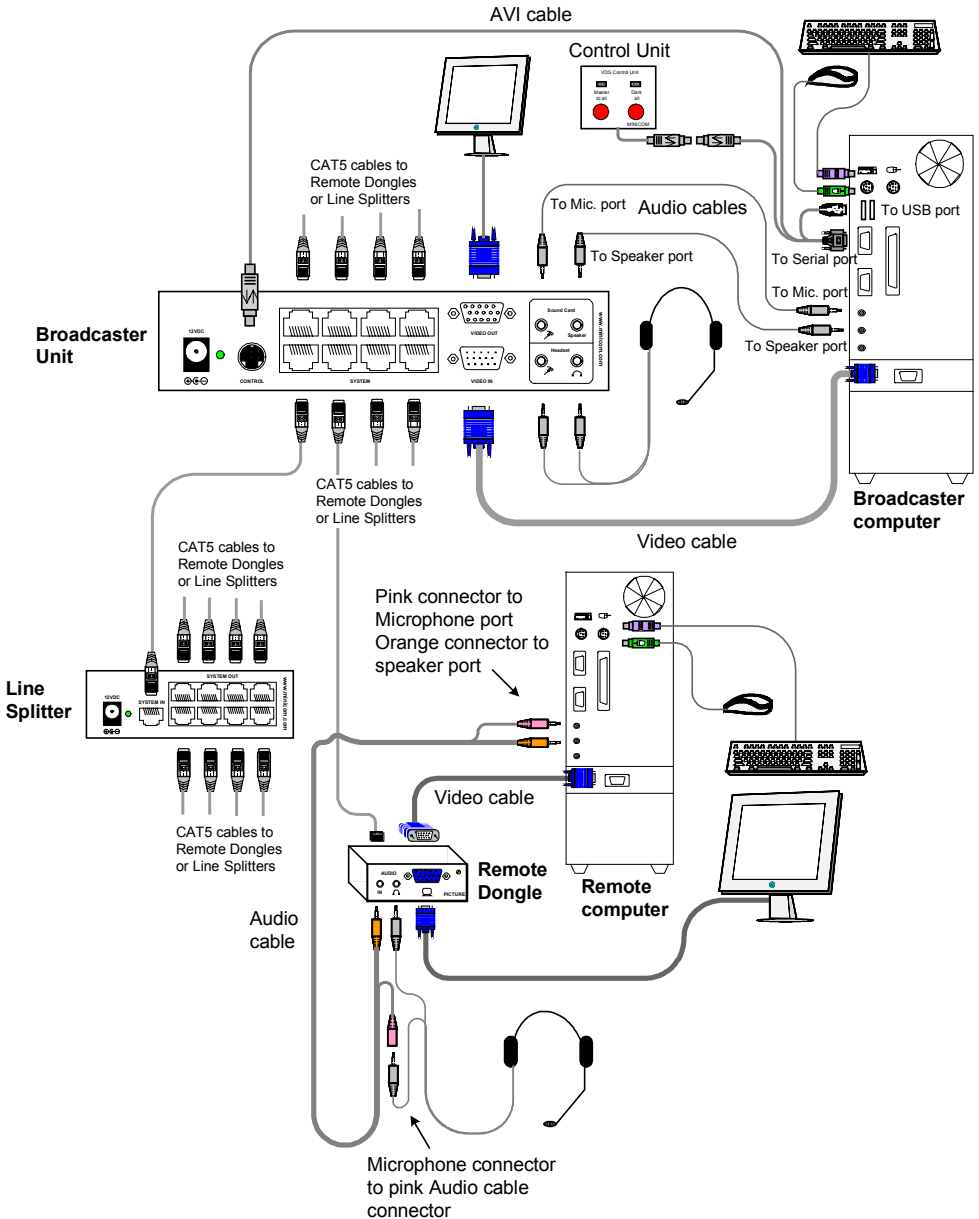 AVI cable
Control Unit
VDS Control Unit
Master
to all
Dark
all
MINICOM
CAT5 cables to
Remote Dongles
or Line Splitters
To Mic. port
Audio cables
To USB port
To Speaker port
To Serial port
To Mic. port
To Speaker port
Broadcaster
Unit
12VDC
CONTROL
SYSTEM
VIDEO OUT
VIDEO IN
Sound Card
Speaker
Headset
www.minicom.com
CAT5 cables to
Remote Dongles
or Line Splitters
Broadcaster
computer
Video cable
CAT5 cables to
Remote Dongles
or Line Splitters
Pink connector to
Microphone port
Orange connector to
speaker port
Line
Splitter
12VDC
SYSTEM IN
SYSTEM OUT
www.minicom.com
Video cable
CAT5 cables to
Remote Dongles
or Line Splitters
AUDIO
IN
PICTURE
Remote
Dongle
Remote
computer
Audio
cable
Microphone connector
to pink Audio cable
connector